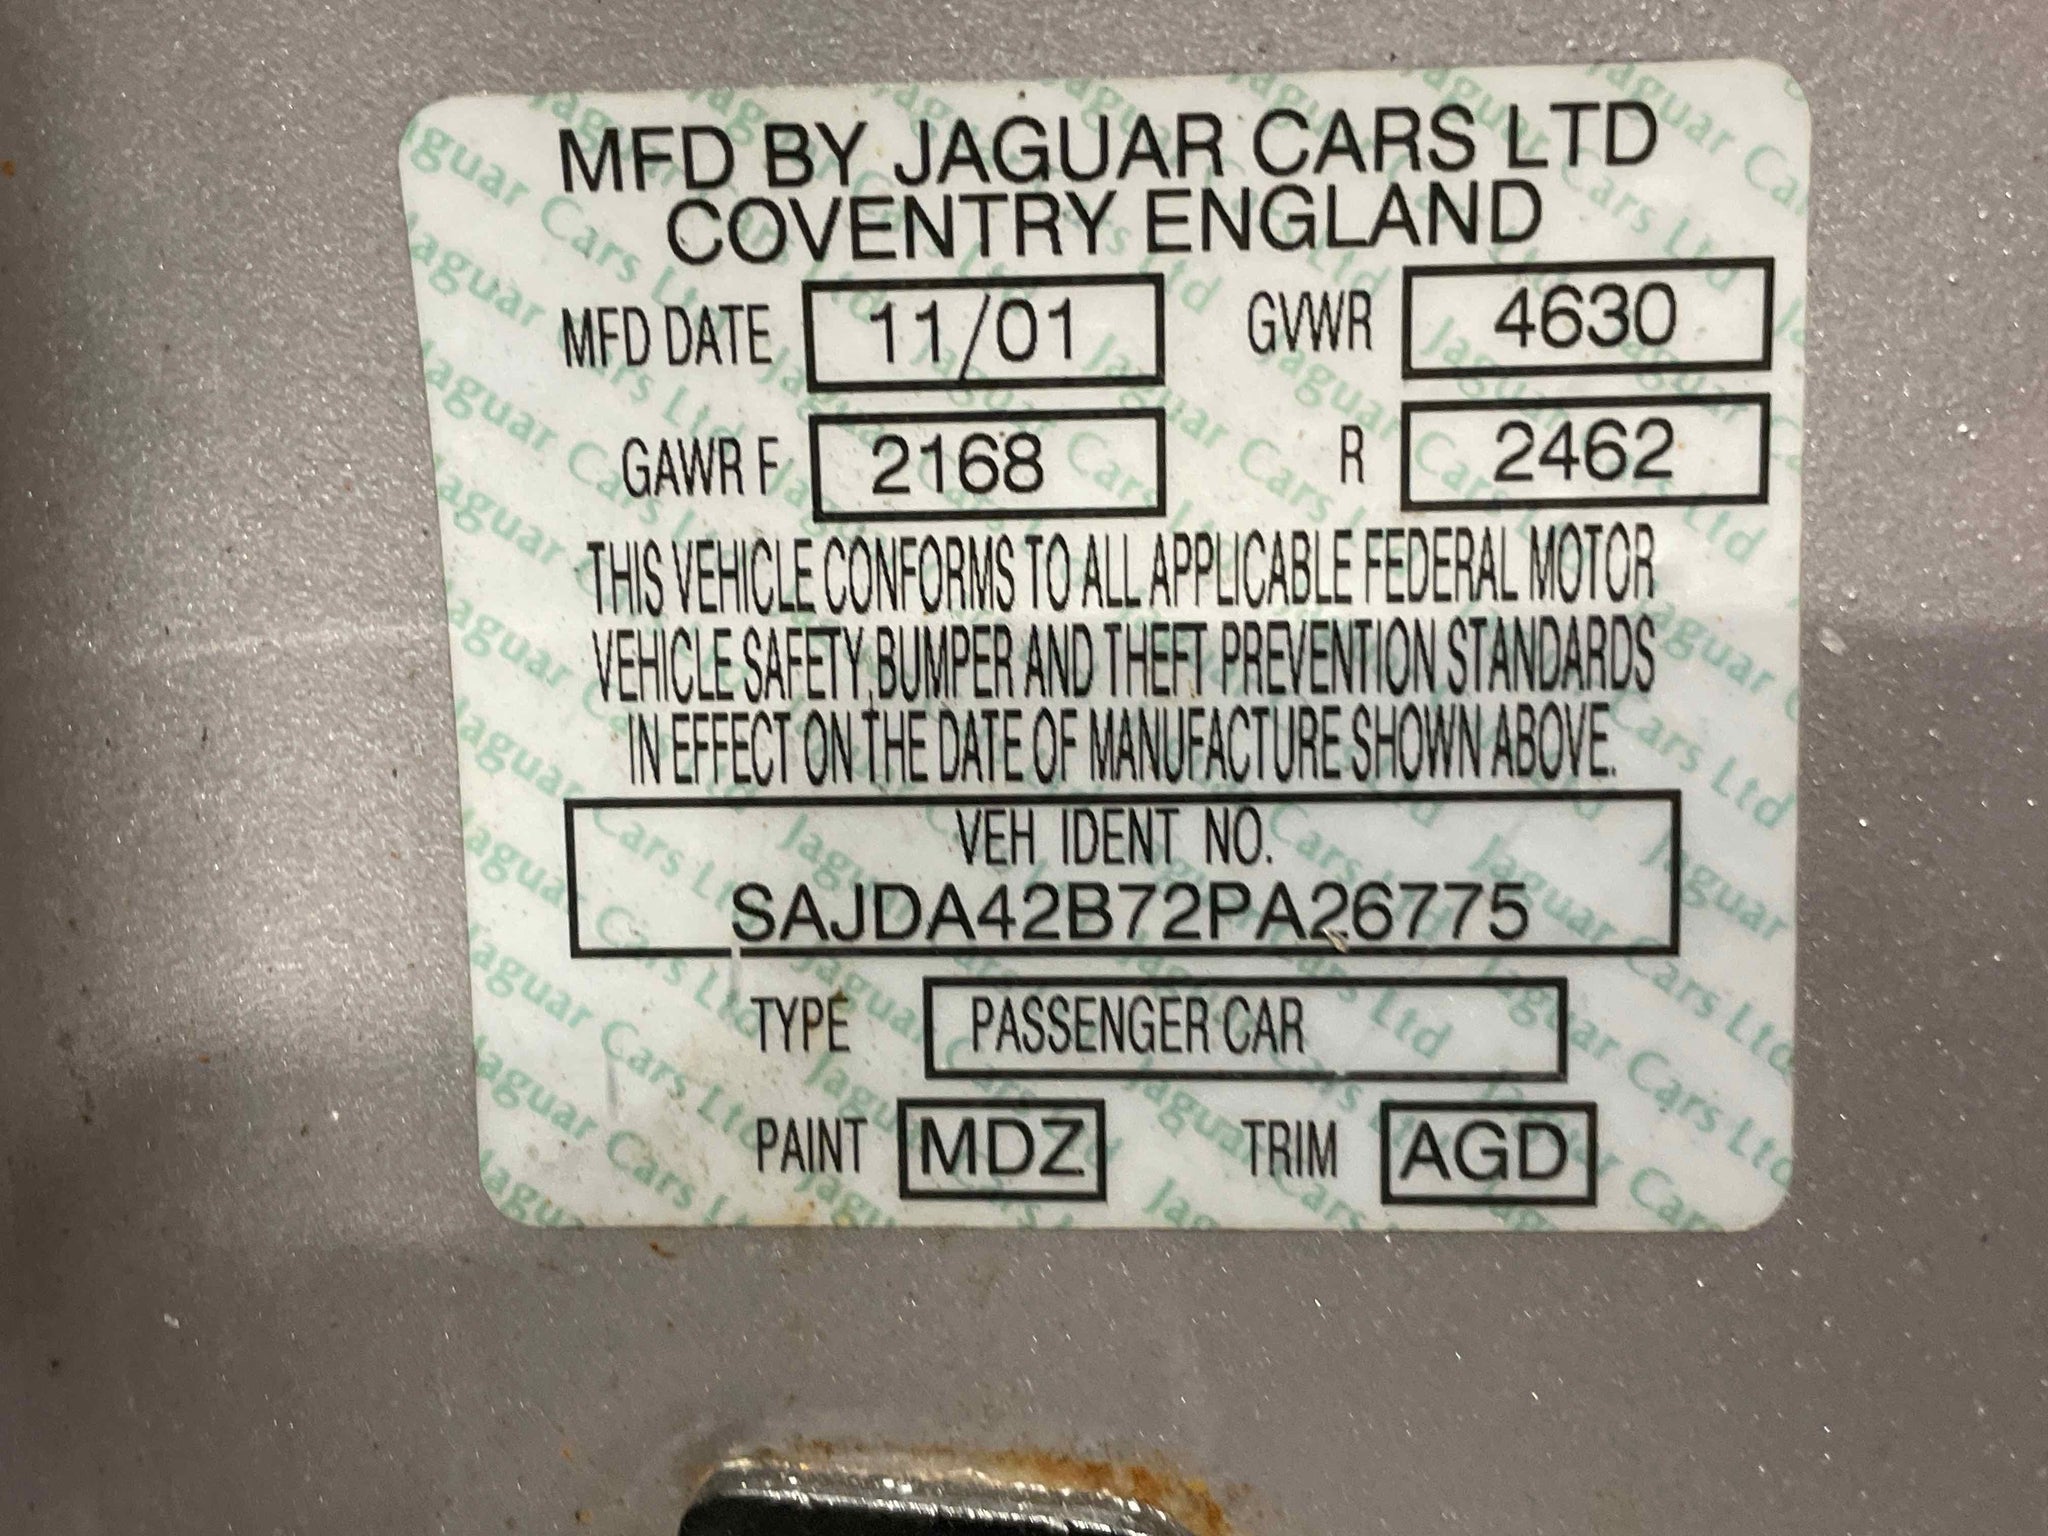 MFD BY JAGUAR CARS LTD
COVENTRY ENGLAND
MFD DATE 11/01 GVWR 4630
GAWR F 2168 R 2462
THIS VEHICLE CONFORMS TO ALL APPLICABLE FEDERAL MOTOR
VEHICLE SAFETY, BUMPER AND THEFT PREVENTION STANDARDS
IN EFFECT ON THE DATE OF MANUFACTURE SHOWN ABOVE.
VEH IDENT NO.
SAJDA42B72PA26775
TYPE PASSENGER CAR
PAINT MDZ TRIM AGD